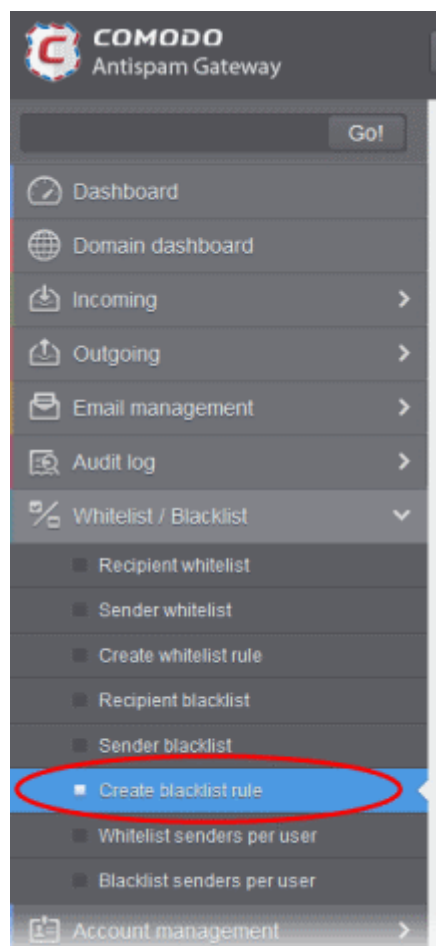 COMODO
Antispam Gateway
Go!
Dashboard
Domain dashboard
Incoming
Outgoing
Email management
Audit log
Whitelist / Blacklist
Recipient whitelist
Sender whitelist
Create whitelist rule
Recipient blacklist
Sender blacklist
Create blacklist rule
Whitelist senders per user
Blacklist senders per user
Account management